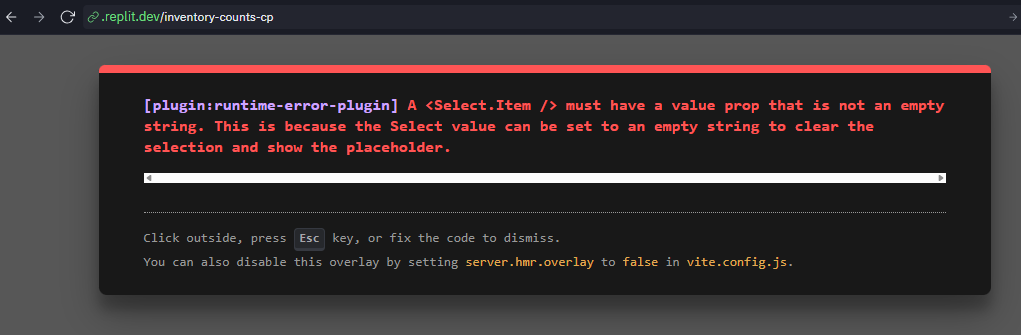 .replit.dev/inventory-counts-cp
[plugin:runtime-error-plugin] A <Select.Item /> must have a value prop that is not an empty
string. This is because the Select value can be set to an empty string to clear the
selection and show the placeholder.
Click outside, press Esc key, or fix the code to dismiss.
You can also disable this overlay by setting server.hmr.overlay to false in vite.config.js.